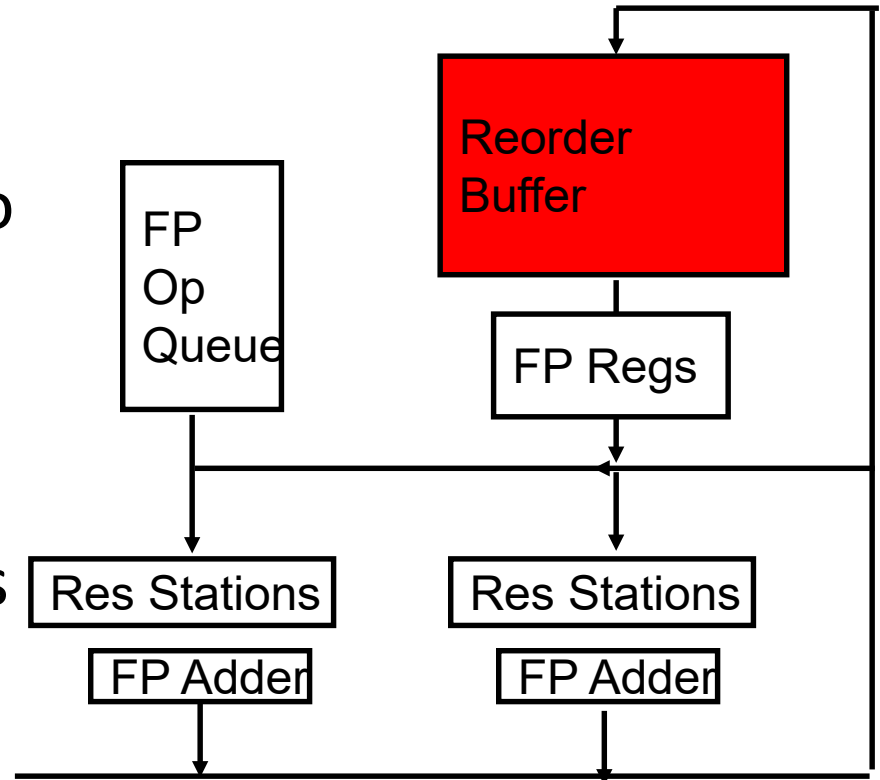 Reorder
Buffer
FP
Op
Queue
FP Regs
Res Stations
Res Stations
FP Adder
FP Adder